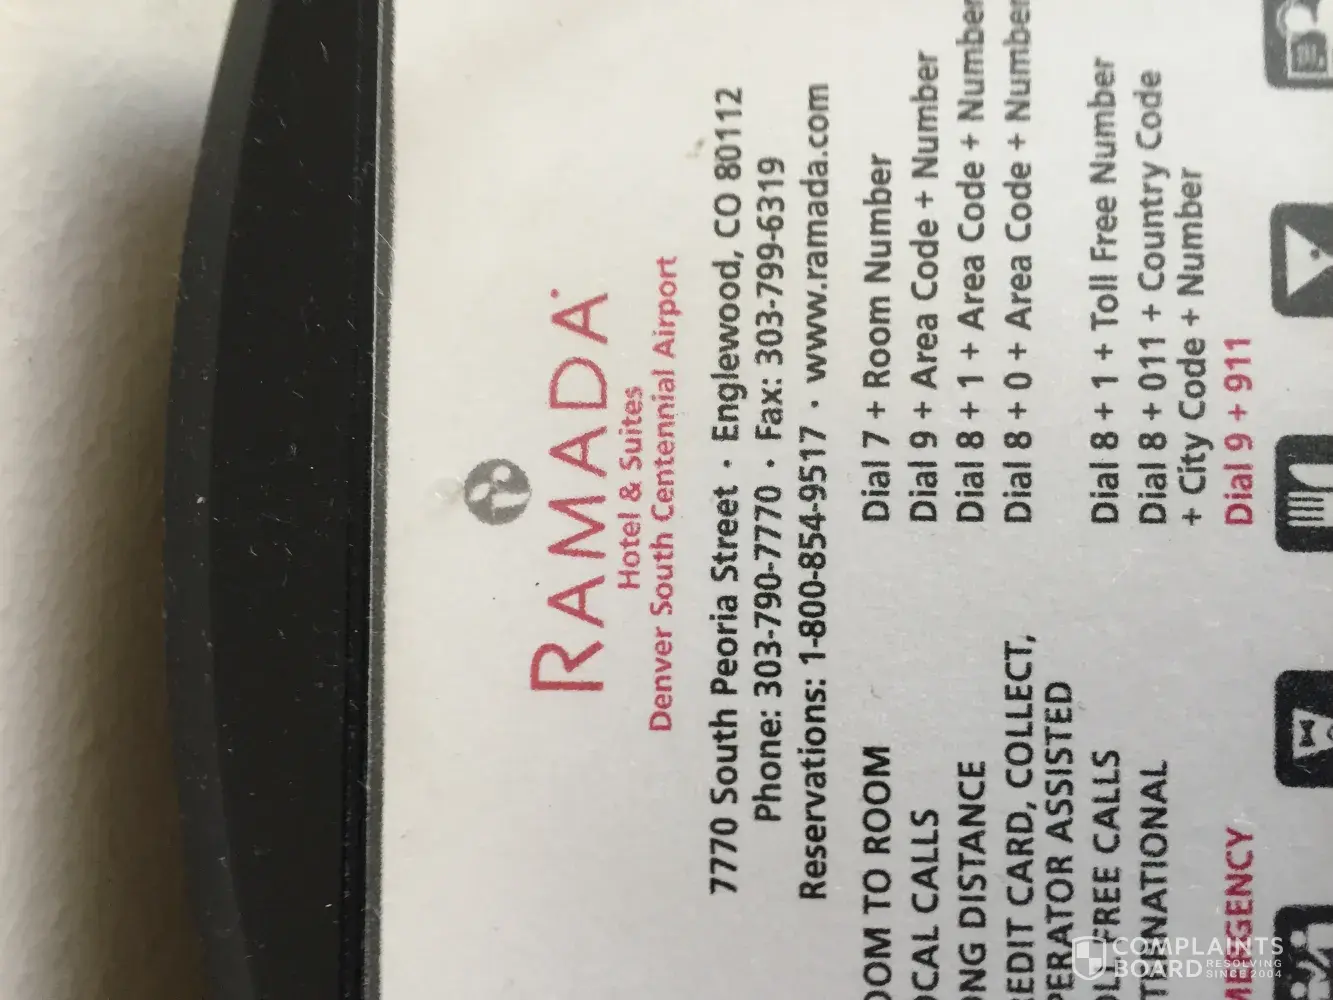 RAMADA
Hotel & Suites
Denver South Centennial Airport
7770 South Peoria Street · Englewood, CO 80112
Phone: 303-790-7770 · Fax: 303-799-6319
Reservations: 1-800-854-9517 · www.ramada.com
OOM TO ROOM Dial 7 + Room Number
OCAL CALLS Dial 9 + Area Code + Number
ONG DISTANCE Dial 8 + 1 + Area Code + Number
REDIT CARD, COLLECT, Dial 8 + 0 + Area Code + Number
PERATOR ASSISTED
OLL FREE CALLS Dial 8 + 1 + Toll Free Number
TERNATIONAL Dial 8 + 011 + Country Code
+ City Code + Number
MERGENCY Dial 9 + 911
COMPLAINTS
BOARD RESOLVING
SINCE 2004